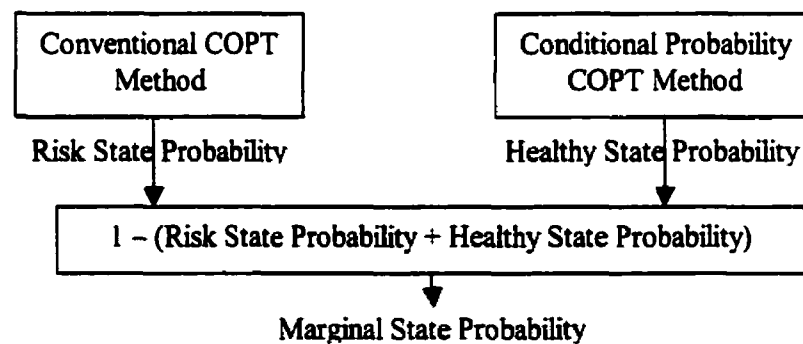 Conventional COPT
Method
Conditional Probability
COPT Method
Risk State Probability
Healthy State Probability
1 – (Risk State Probability + Healthy State Probability)
Marginal State Probability